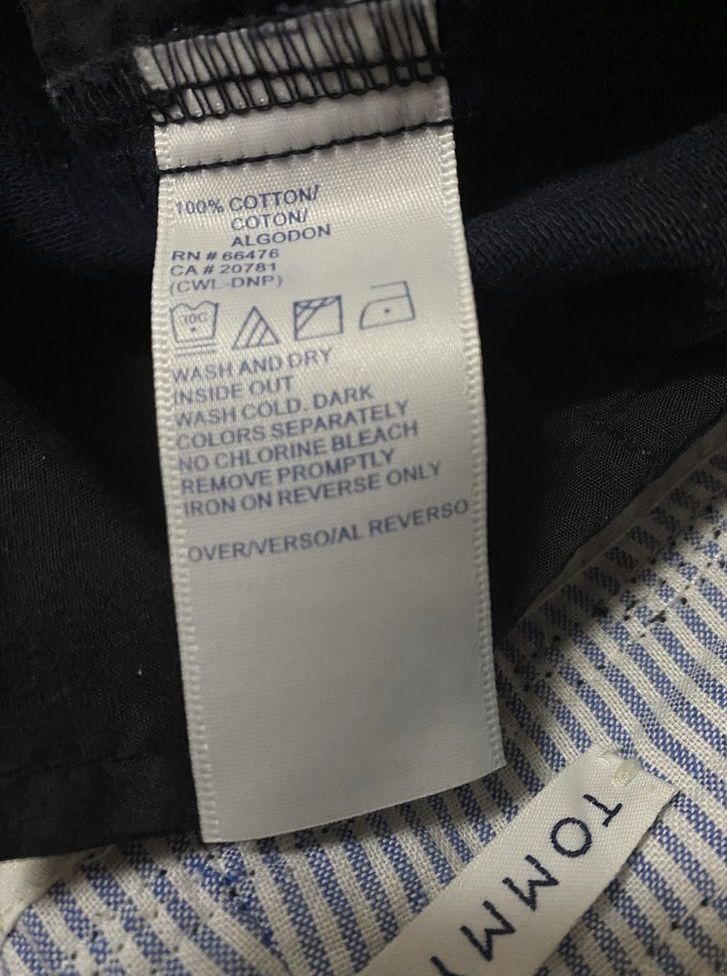 100% COTTON/
COTON/
ALGODON
RN # 66476
CA # 20781
(CWL-DNP)
30C
WASH AND DRY
INSIDE OUT
WASH COLD. DARK
COLORS SEPARATELY
NO CHLORINE BLEACH
REMOVE PROMPTLY
IRON ON REVERSE ONLY
OVER/VERSO/AL REVERSO
TOMMY